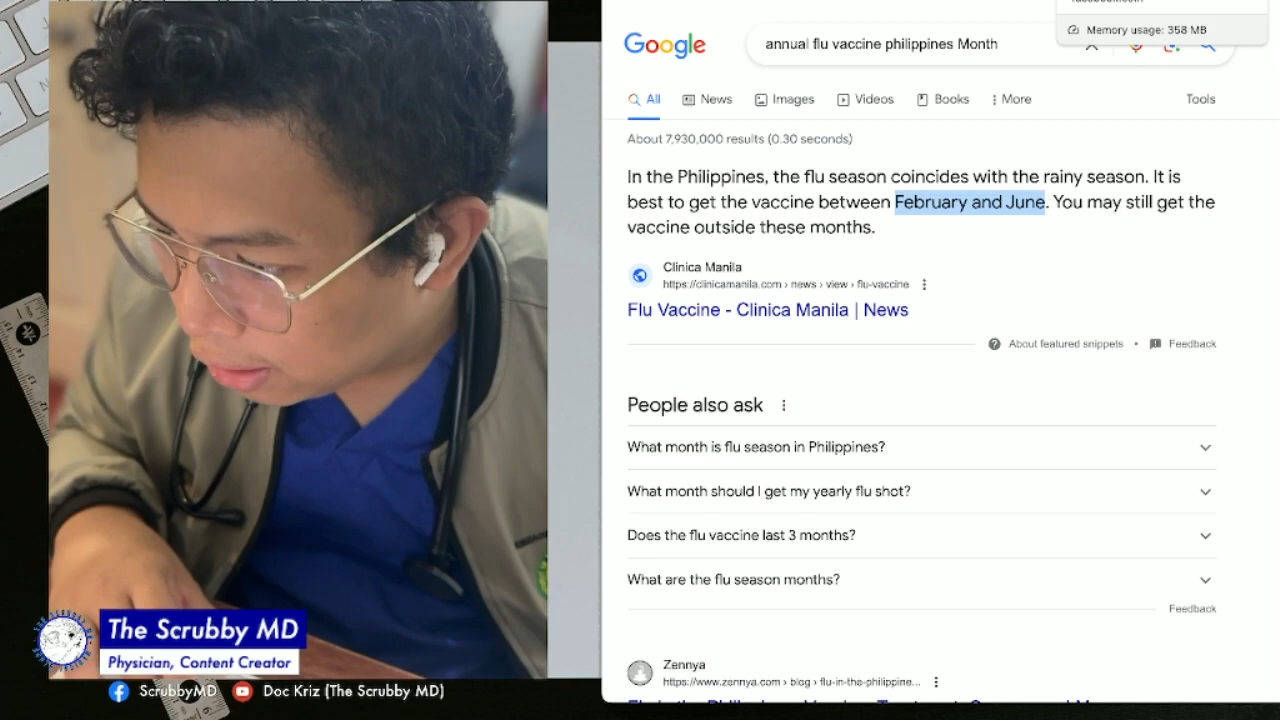 Memory usage: 358 MB
Google
annual flu vaccine philippines Month
All
News
Images
Videos
Books
More
Tools
About 7,930,000 results (0.30 seconds)
In the Philippines, the flu season coincides with the rainy season. It is
best to get the vaccine between February and June. You may still get the
vaccine outside these months.
Clinica Manila
https://clinicamanila.com › news › view › flu-vaccine
Flu Vaccine - Clinica Manila | News
About featured snippets • Feedback
People also ask
What month is flu season in Philippines?
What month should I get my yearly flu shot?
Does the flu vaccine last 3 months?
What are the flu season months?
Feedback
Zennya
https://www.zennya.com › blog › flu-in-the-philippine...
The Scrubby MD
Physician, Content Creator
ScrubbyMD
Doc Kriz (The Scrubby MD)